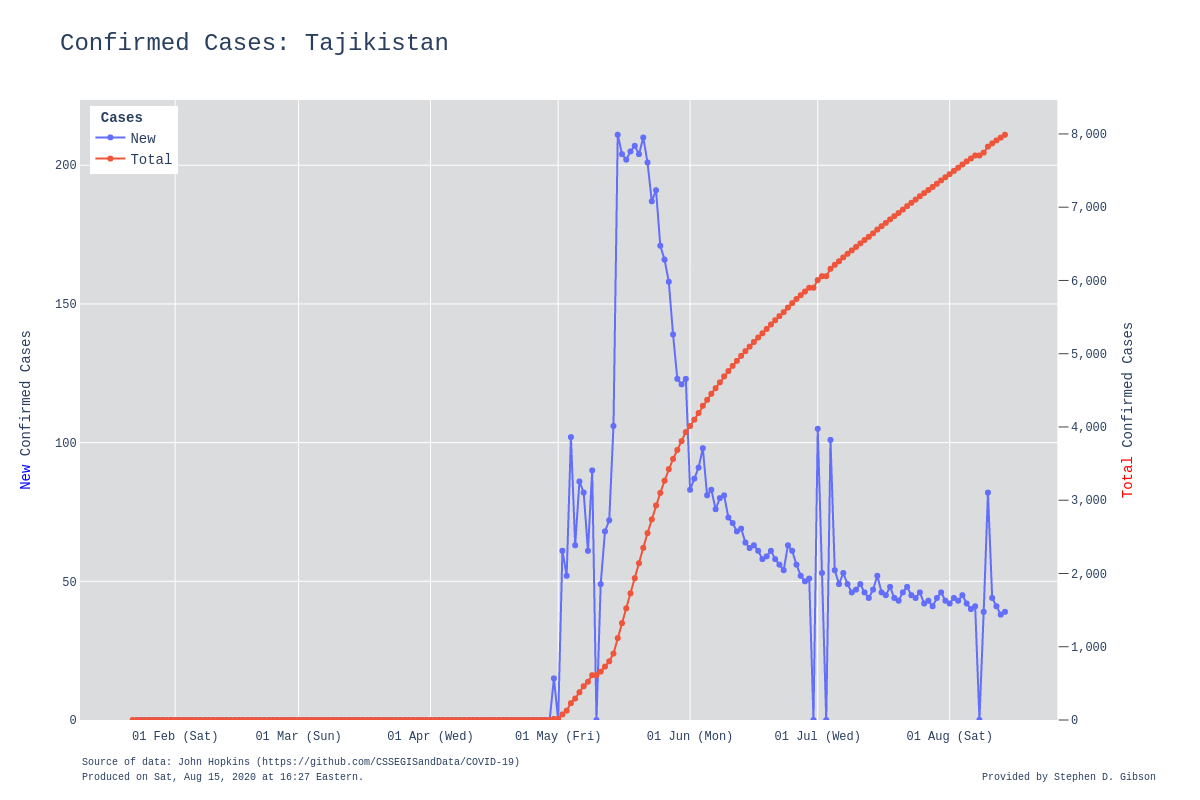 Confirmed Cases: Tajikistan
Cases
New
Total
200
150
100
50
0
New Confirmed Cases
8,000
7,000
6,000
5,000
4,000
3,000
2,000
1,000
0
Total Confirmed Cases
01 Feb (Sat)
01 Mar (Sun)
01 Apr (Wed)
01 May (Fri)
01 Jun (Mon)
01 Jul (Wed)
01 Aug (Sat)
Source of data: John Hopkins (https://github.com/CSSEGISandData/COVID-19)
Produced on Sat, Aug 15, 2020 at 16:27 Eastern.
Provided by Stephen D. Gibson